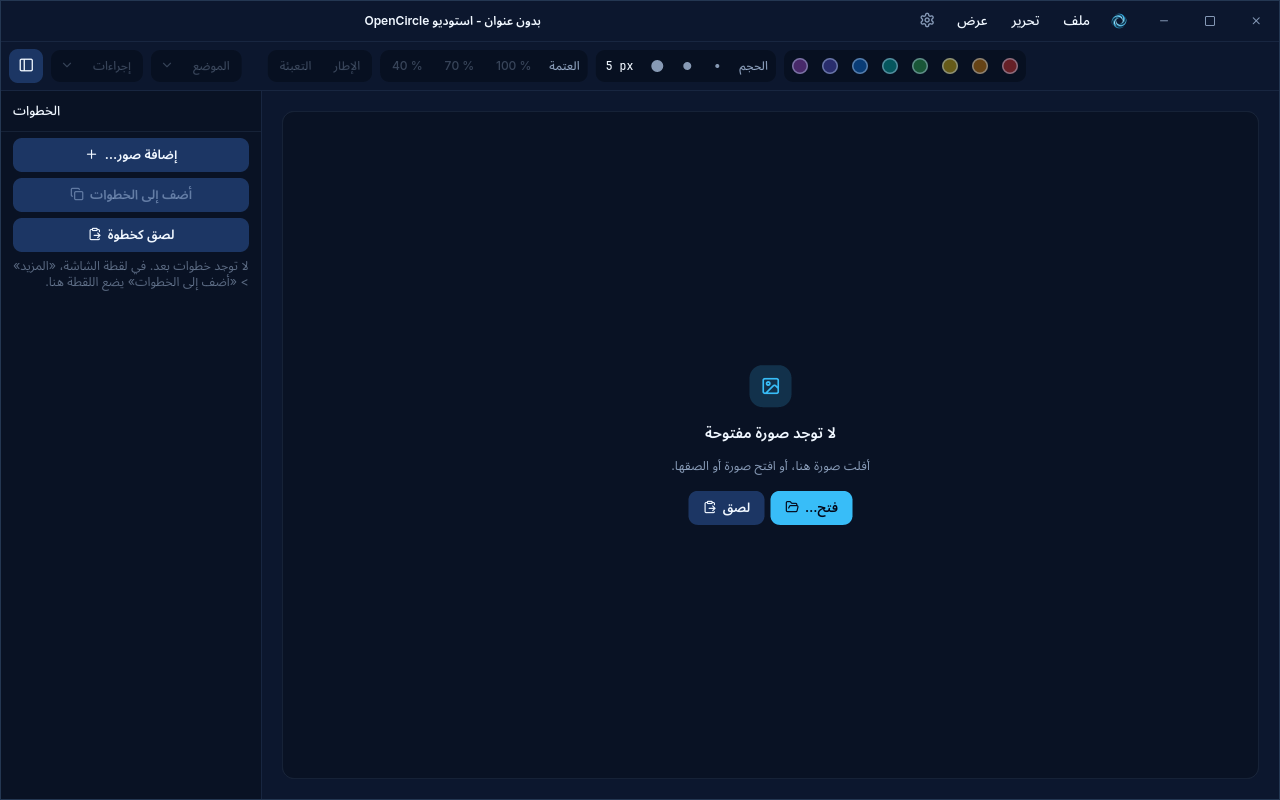 ملف
تحرير
عرض
بدون عنوان - استوديو OpenCircle
الحجم
5 px
العتمة
100 %
70 %
40 %
الإطار
التعبئة
الموضع
إجراءات
الخطوات
إضافة صور...
أضف إلى الخطوات
لصق كخطوة
لا توجد خطوات بعد. في لقطة الشاشة، «المزيد»
> «أضف إلى الخطوات» يضع اللقطة هنا.
لا توجد صورة مفتوحة
أفلت صورة هنا، أو افتح صورة أو الصقها.
فتح...
لصق